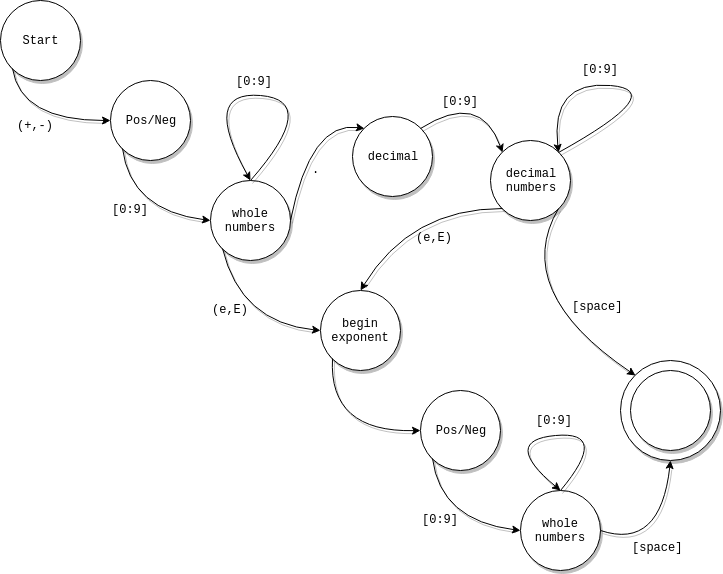 Start
(+,-)
Pos/Neg
[0:9]
[0:9]
whole
numbers
.
decimal
[0:9]
[0:9]
decimal
numbers
(e,E)
(e,E)
begin
exponent
[space]
Pos/Neg
[0:9]
[0:9]
whole
numbers
[space]